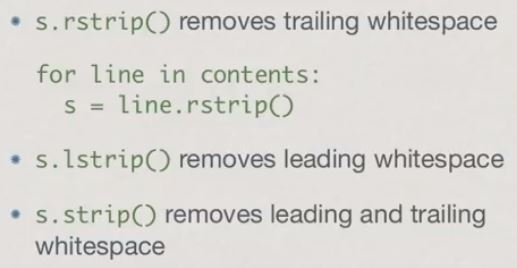 • s.rstrip() removes trailing whitespace
for line in contents:
s = line.rstrip()
• s.lstrip() removes leading whitespace
• s.strip() removes leading and trailing
whitespace